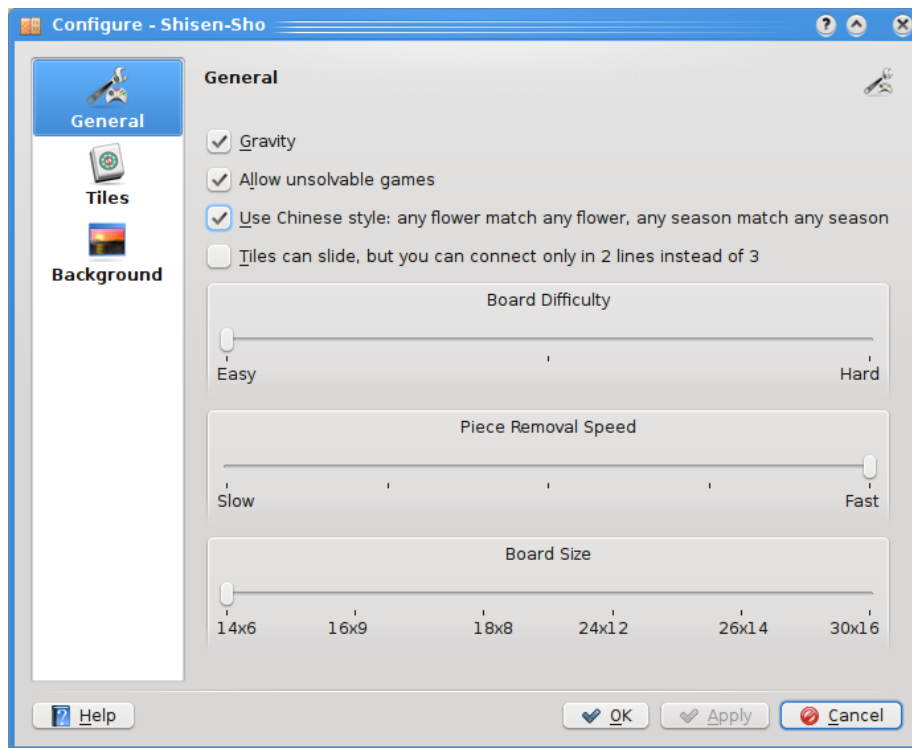 Configure - Shisen-Sho
General
General
Tiles
Background
Gravity
Allow unsolvable games
Use Chinese style: any flower match any flower, any season match any season
Tiles can slide, but you can connect only in 2 lines instead of 3
Board Difficulty
Easy Hard
Piece Removal Speed
Slow Fast
Board Size
14x6 16x9 18x8 24x12 26x14 30x16
Help OK Apply Cancel